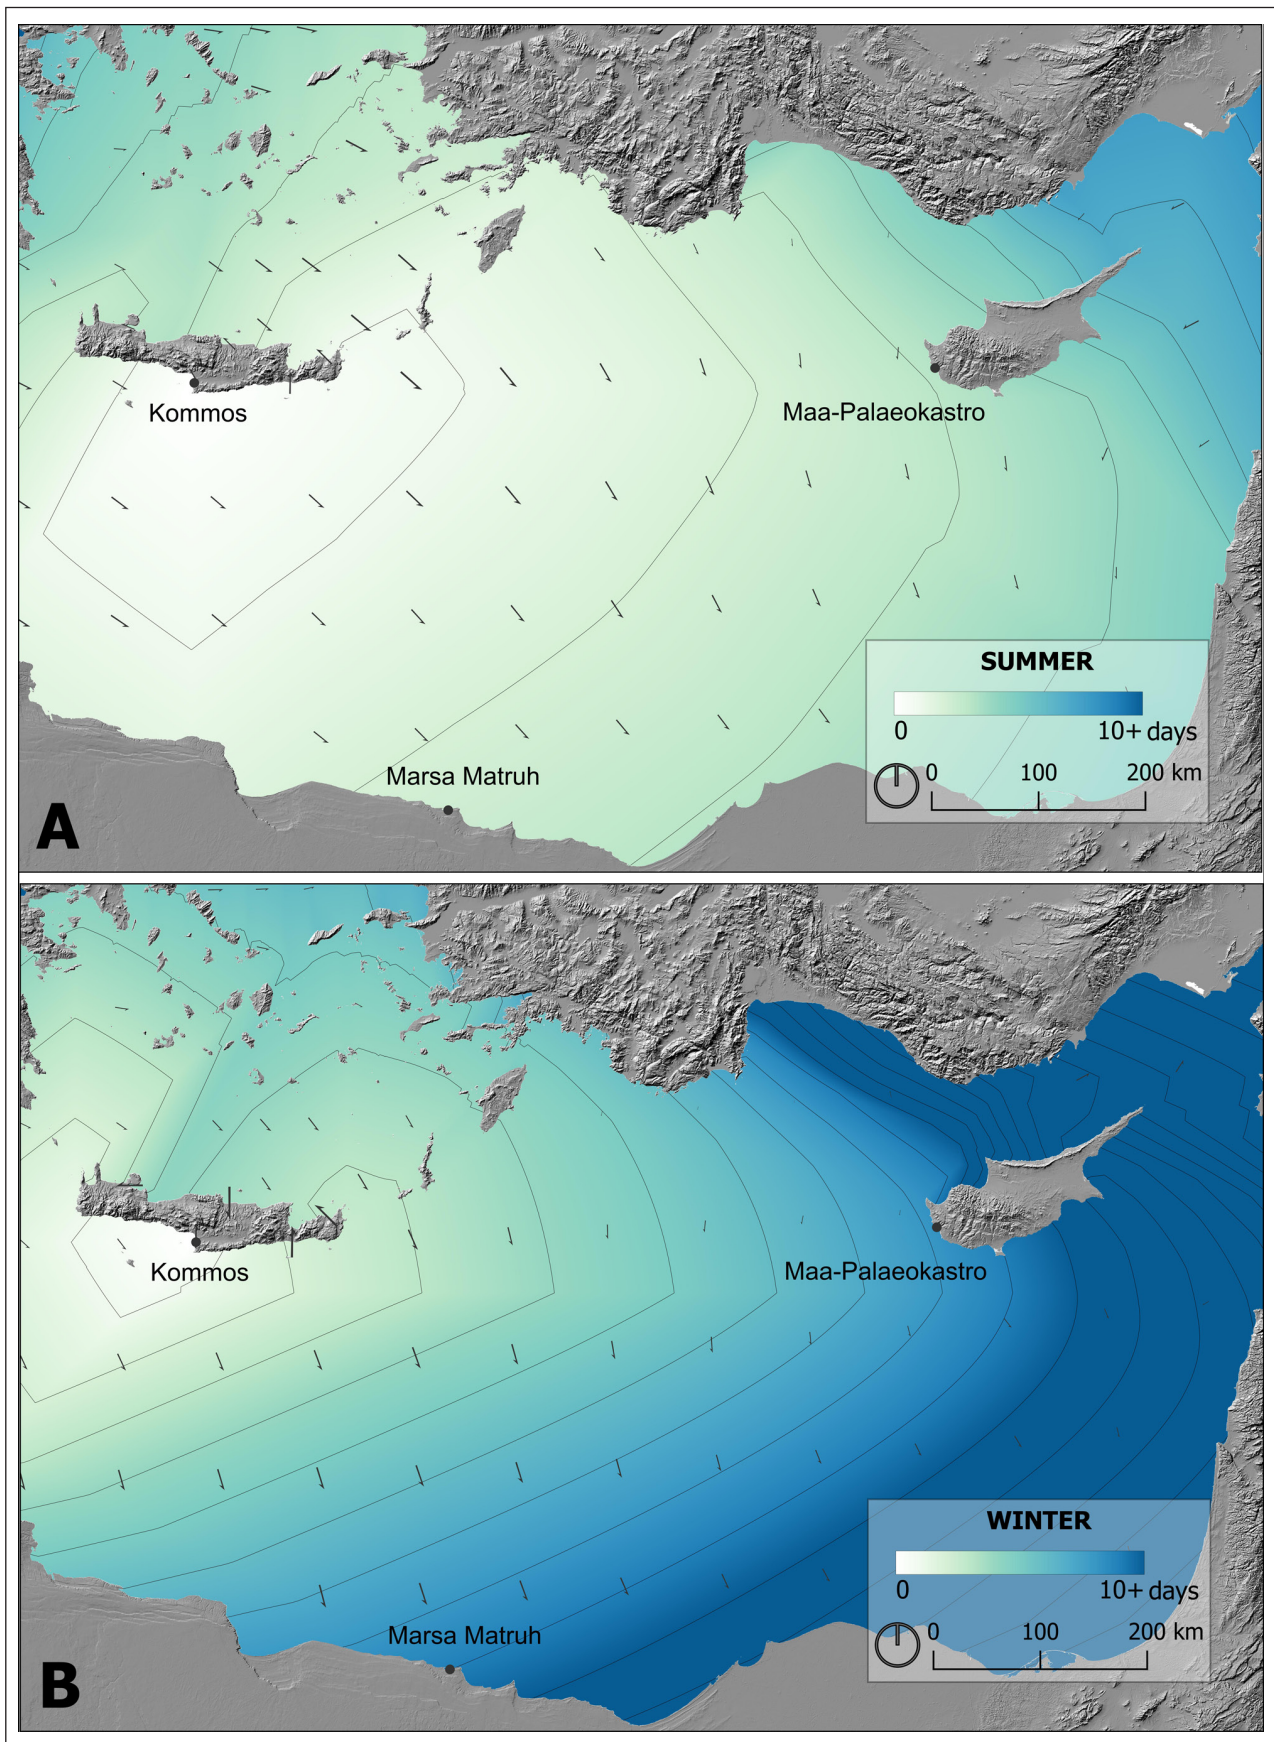 Kommos
Maa-Palaeokastro
SUMMER
0 10+ days
0 100 200 km
Marsa Matruh
A
Kommos
Maa-Palaeokastro
WINTER
0 10+ days
0 100 200 km
Marsa Matruh
B